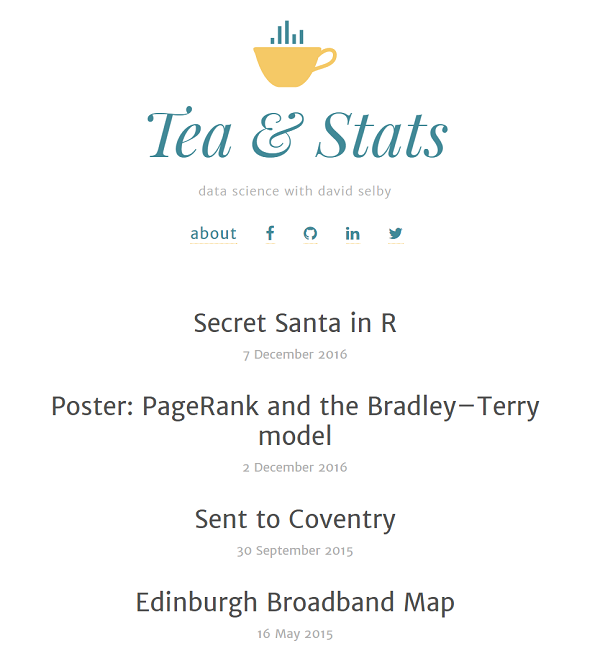 Tea & Stats
data science with david selby
about
Secret Santa in R
7 December 2016
Poster: PageRank and the Bradley–Terry
model
2 December 2016
Sent to Coventry
30 September 2015
Edinburgh Broadband Map
16 May 2015